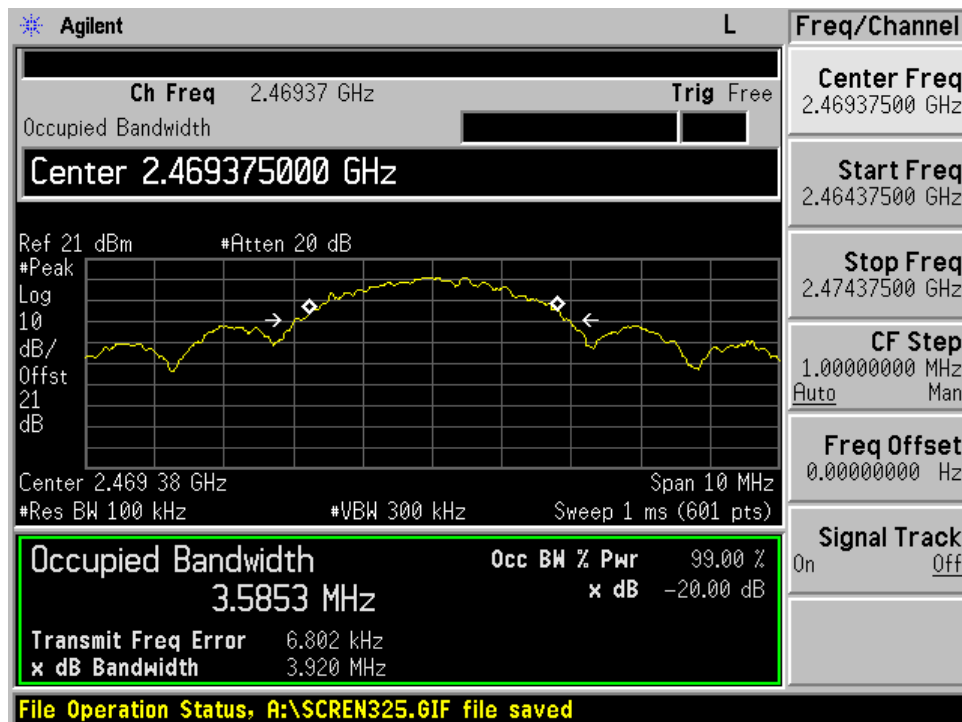 Agilent L Freq/Channel
Ch Freq 2.46937 GHz Trig Free
Occupied Bandwidth
Center 2.469375000 GHz
Ref 21 dBm #Atten 20 dB
#Peak
Log
10
dB/
Offst
21
dB
Center 2.469 38 GHz Span 10 MHz
#Res BW 100 kHz #VBW 300 kHz Sweep 1 ms (601 pts)
Occupied Bandwidth Occ BW % Pwr 99.00 %
3.5853 MHz x dB -20.00 dB
Transmit Freq Error 6.802 kHz
x dB Bandwidth 3.920 MHz
Center Freq
2.46937500 GHz
Start Freq
2.46437500 GHz
Stop Freq
2.47437500 GHz
CF Step
1.00000000 MHz
Auto Man
Freq Offset
0.00000000 Hz
Signal Track
On Off
File Operation Status, A:\SCREN325.GIF file saved